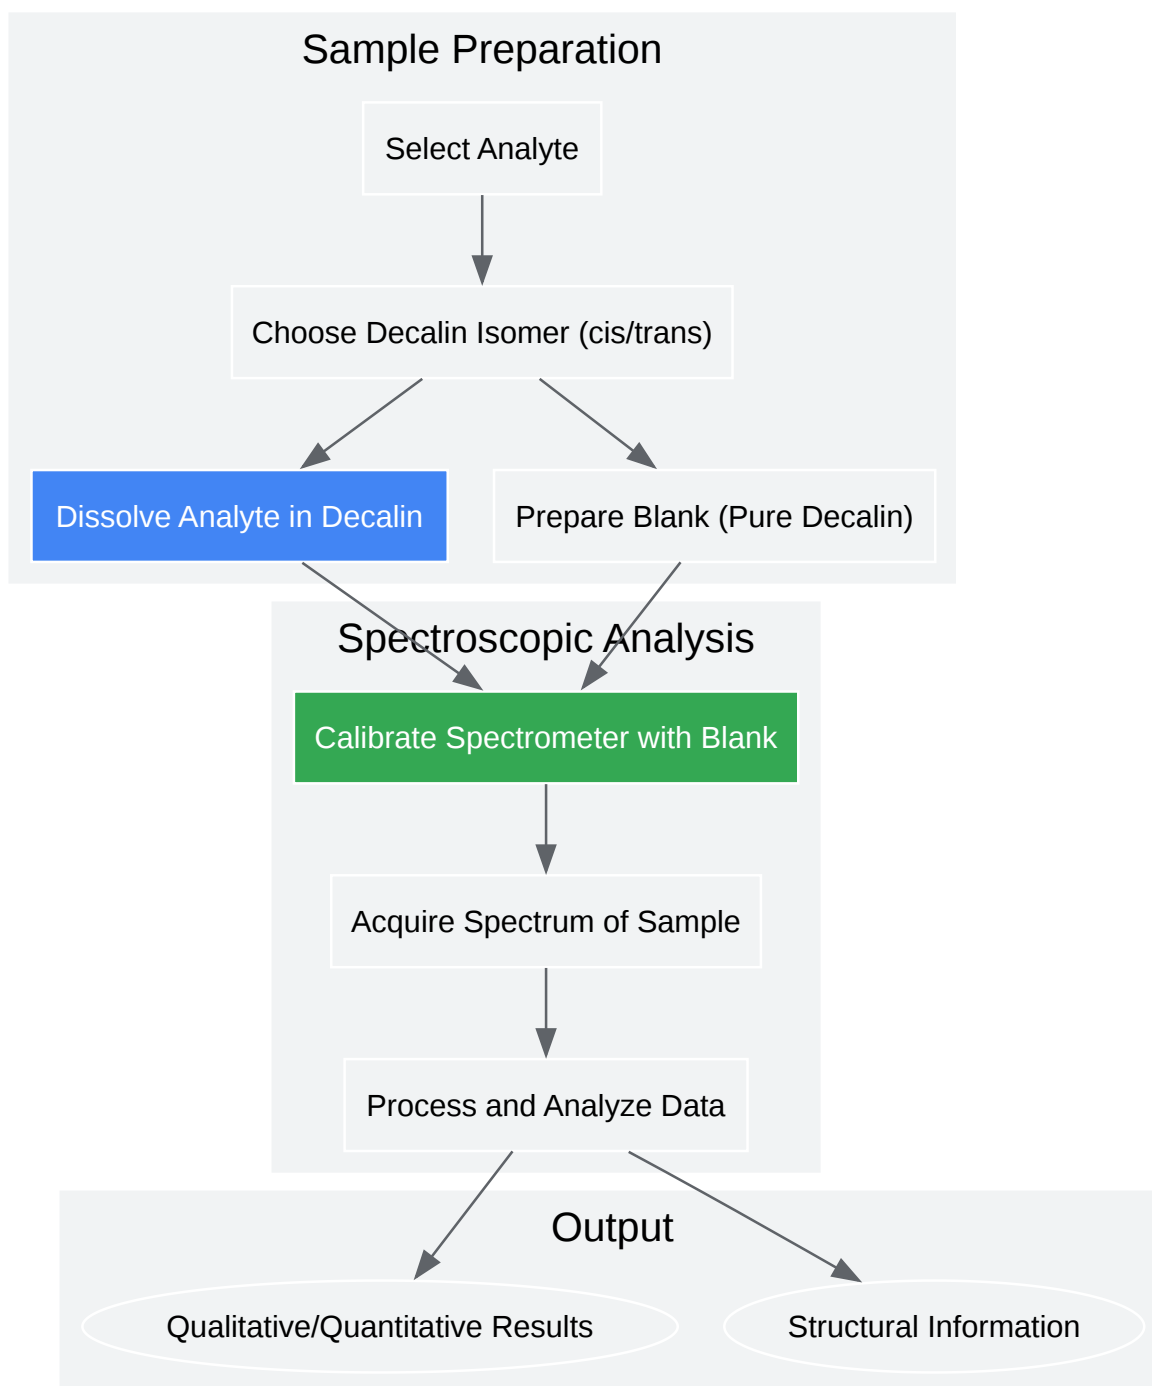 Sample Preparation
Select Analyte
Choose Decalin Isomer (cis/trans)
Dissolve Analyte in Decalin
Prepare Blank (Pure Decalin)
Spectroscopic Analysis
Calibrate Spectrometer with Blank
Acquire Spectrum of Sample
Process and Analyze Data
Output
Qualitative/Quantitative Results
Structural Information